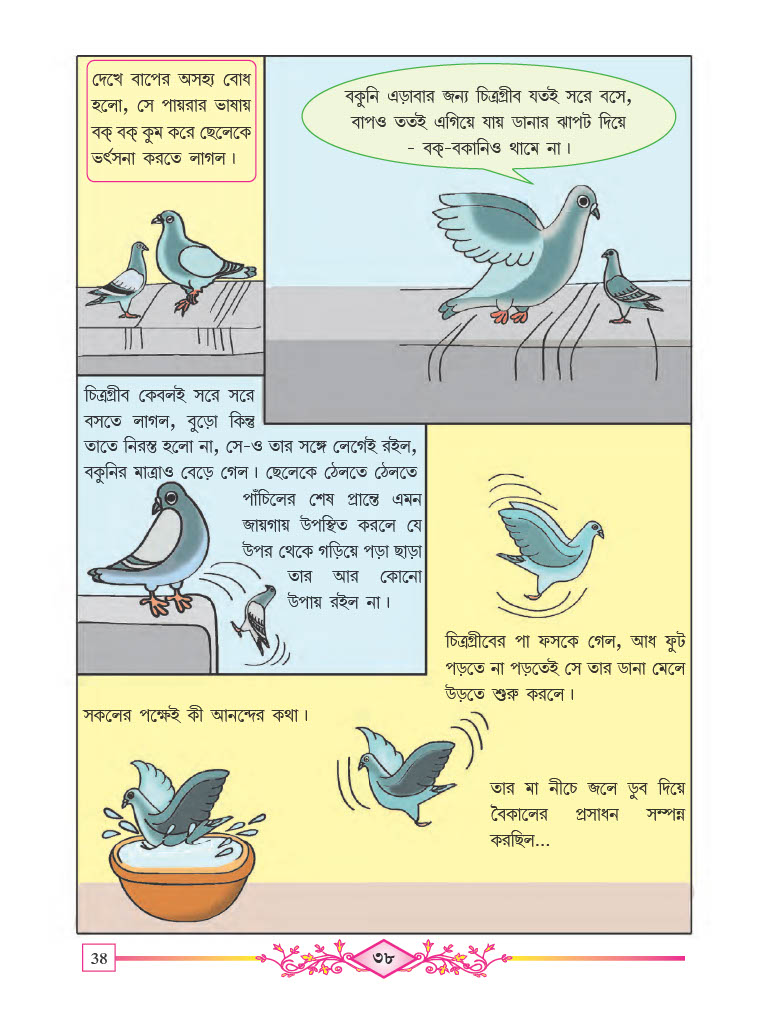 দেখে বাপের অসহ্য বোধ
হলো, সে পায়রার ভাষায়
বক্ বক্ কুম করে ছেলেকে
ভর্ৎসনা করতে লাগল।
বকুনি এড়াবার জন্য চিত্রগ্রীব যতই সরে বসে,
বাপও ততই এগিয়ে যায় ডানার ঝাপট দিয়ে
- বক্-বকানিও থামে না।
চিত্রগ্রীব কেবলই সরে সরে
বসতে লাগল, বুড়ো কিন্তু
তাতে নিরস্ত হলো না, সে-ও তার সঙ্গে লেগেই রইল,
বকুনির মাত্রাও বেড়ে গেল। ছেলেকে ঠেলতে ঠেলতে
পাঁচিলের শেষ প্রান্তে এমন
জায়গায় উপস্থিত করলে যে
উপর থেকে গড়িয়ে পড়া ছাড়া
তার আর কোনো
উপায় রইল না।
চিত্রগ্রীবের পা ফসকে গেল, আধ ফুট
পড়তে না পড়তেই সে তার ডানা মেলে
উড়তে শুরু করলে।
সকলের পক্ষেই কী আনন্দের কথা।
তার মা নীচে জলে ডুব দিয়ে
বৈকালের প্রসাধন সম্পন্ন
করছিল...
38
৩৮